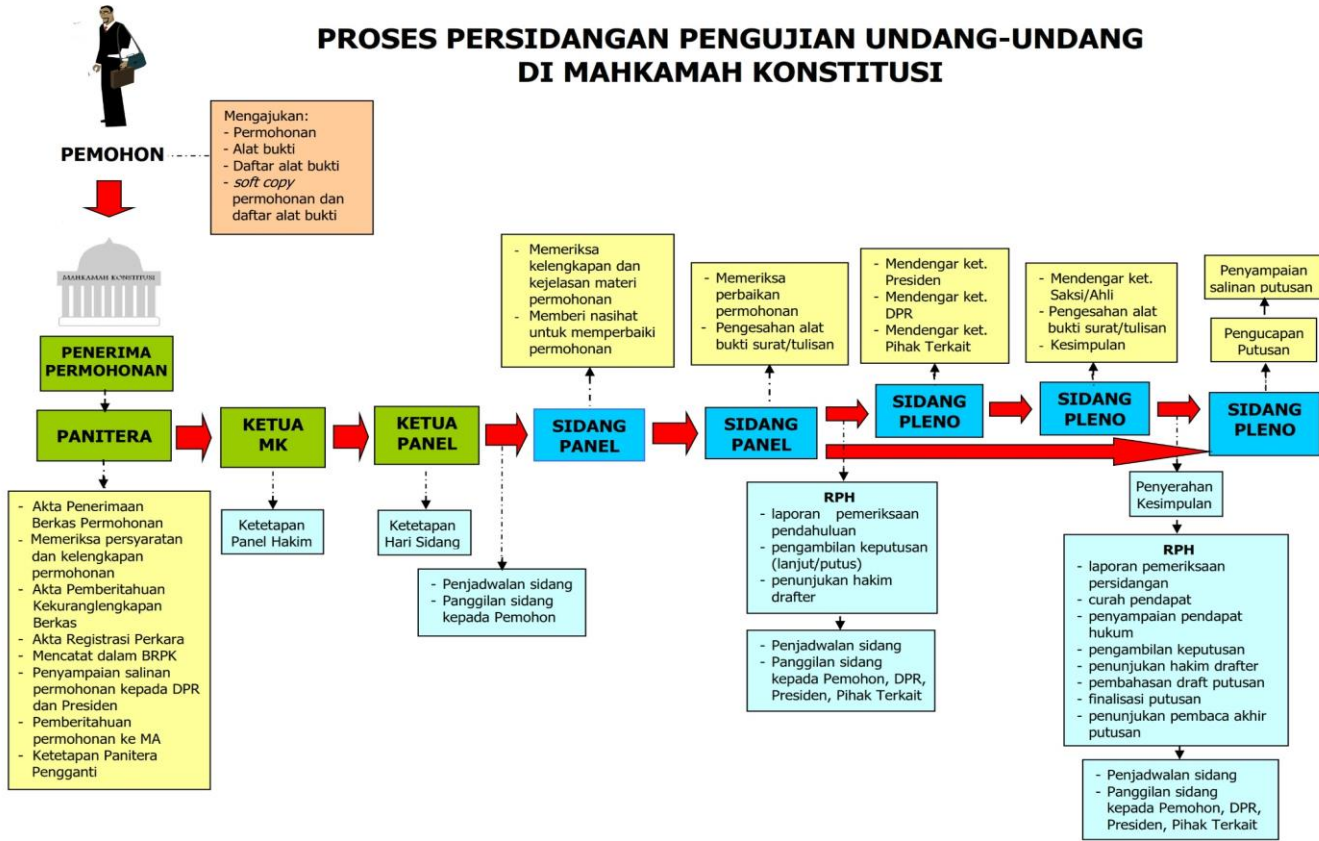 PROSES PERSIDANGAN PENGUJIAN UNDANG-UNDANG
DI MAHKAMAH KONSTITUSI
PEMOHON
Mengajukan:
- Permohonan
- Alat bukti
- Daftar alat bukti
- soft copy
permohonan dan
daftar alat bukti
MAHKAMAH KONSTITUSI
PENERIMA
PERMOHONAN
PANITERA
- Akta Penerimaan
Berkas Permohonan
- Memeriksa persyaratan
dan kelengkapan
permohonan
- Akta Pemberitahuan
Kekuranglengkapan
Berkas
- Akta Registrasi Perkara
- Mencatat dalam BRPK
- Penyampaian salinan
permohonan kepada DPR
dan Presiden
- Pemberitahuan
permohonan ke MA
- Ketetapan Panitera
Pengganti
KETUA
MK
Ketetapan
Panel Hakim
KETUA
PANEL
Ketetapan
Hari Sidang
- Penjadwalan sidang
- Panggilan sidang
kepada Pemohon
- Memeriksa
kelengkapan dan
kejelasan materi
permohonan
- Memberi nasihat
untuk memperbaiki
permohonan
SIDANG
PANEL
- Memeriksa
perbaikan
permohonan
- Pengesahan alat
bukti surat/tulisan
SIDANG
PANEL
RPH
- laporan pemeriksaan
pendahuluan
- pengambilan keputusan
(lanjut/putus)
- penunjukan hakim
drafter
- Penjadwalan sidang
- Panggilan sidang
kepada Pemohon, DPR,
Presiden, Pihak Terkait
- Mendengar ket.
Presiden
- Mendengar ket.
DPR
- Mendengar ket.
Pihak Terkait
SIDANG
PLENO
- Mendengar ket.
Saksi/Ahli
- Pengesahan alat
bukti surat/tulisan
- Kesimpulan
SIDANG
PLENO
Penyerahan
Kesimpulan
RPH
- laporan pemeriksaan
persidangan
- curah pendapat
- penyampaian pendapat
hukum
- pengambilan keputusan
- penunjukan hakim drafter
- pembahasan draft putusan
- finalisasi putusan
- penunjukan pembaca akhir
putusan
- Penjadwalan sidang
- Panggilan sidang
kepada Pemohon, DPR,
Presiden, Pihak Terkait
Penyampaian
salinan putusan
Pengucapan
Putusan
SIDANG
PLENO